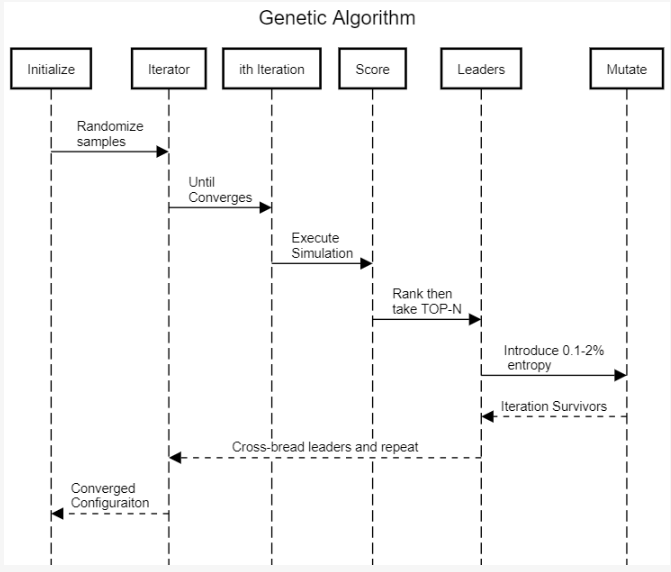 Genetic Algorithm
Initialize
Iterator
ith Iteration
Score
Leaders
Mutate
Randomize
samples
Until
Converges
Execute
Simulation
Rank then
take TOP-N
Introduce 0.1-2%
entropy
Iteration Survivors
Cross-bread leaders and repeat
Converged
Configuraiton